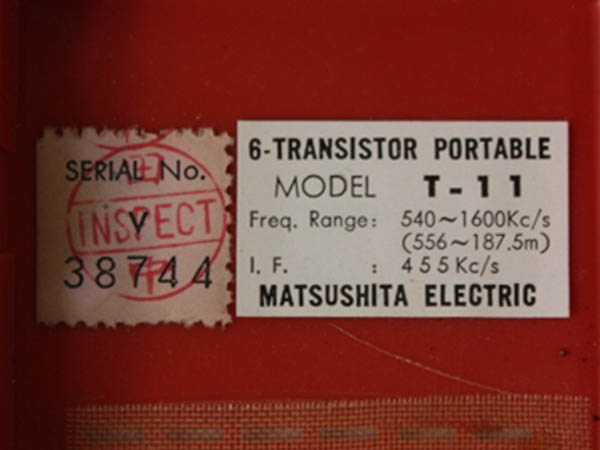 SERIAL No.
V
INSPECT
38744
6-TRANSISTOR PORTABLE
MODEL T-11
Freq. Range: 540~1600Kc/s
(556~187.5m)
I. F. : 455Kc/s
MATSUSHITA ELECTRIC